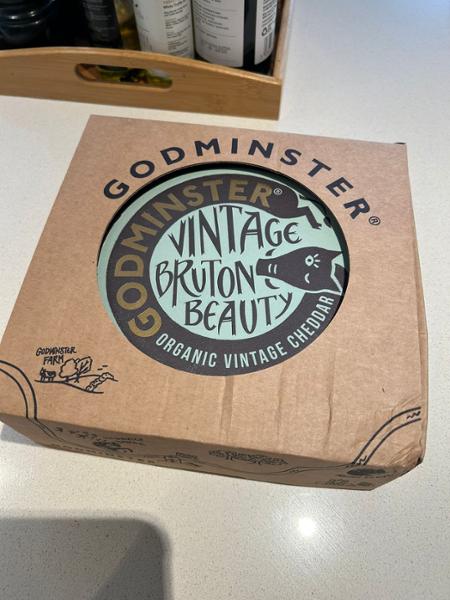 GODMINSTER®
GODMINSTER®
VINTAGE
BRUTON
BEAUTY
ORGANIC VINTAGE CHEDDAR
GODMINSTER
FARM